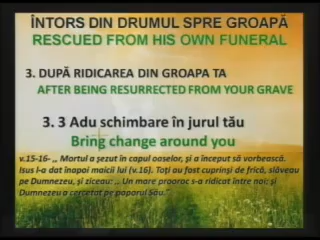 ÎNTORS DIN DRUMUL SPRE GROAPĂ
RESCUED FROM HIS OWN FUNERAL
3. DUPĂ RIDICAREA DIN GROAPA TA
AFTER BEING RESURRECTED FROM YOUR GRAVE
3. 3 Adu schimbare în jurul tău
Bring change around you
v.15-16- ,, Mortul a şezut în capul oaselor, şi a început să vorbească.
Isus l-a dat înapoi maicii lui (v.16). Toţi au fost cuprinşi de frică, slăveau
pe Dumnezeu, şi ziceau: ,, Un mare prooroc s-a ridicat între noi; şi
Dumnezeu a cercetat pe poporul Său."